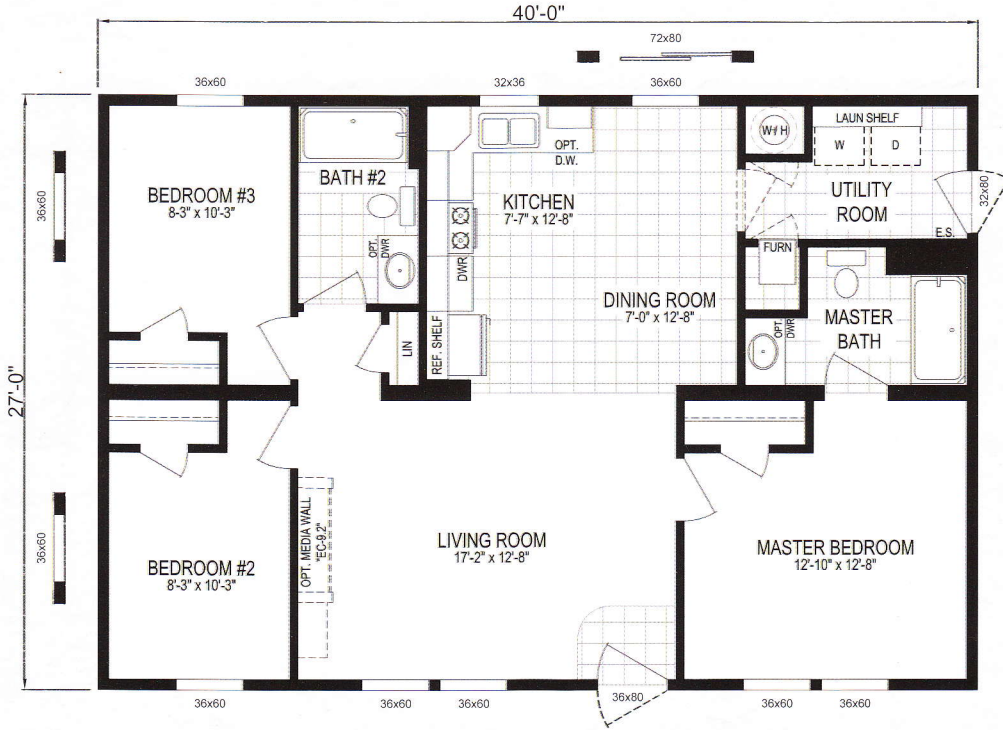 40'-0"
72x80
36x60
32x36
36x60
LAUN SHELF
W/H
W
D
OPT.
D.W.
BATH #2
BEDROOM #3
8'-3" x 10'-3"
KITCHEN
7'-7" x 12'-8"
UTILITY
ROOM
32x80
36x60
E.S.
OPT.
DWR
FURN
DWR
DINING ROOM
7'-0" x 12'-8"
MASTER
BATH
OPT.
DWR
REF. SHELF
LIN
27'-0"
OPT. MEDIA WALL
"EC-9.2"
LIVING ROOM
17'-2" x 12'-8"
MASTER BEDROOM
12'-10" x 12'-8"
36x60
BEDROOM #2
8'-3" x 10'-3"
36x80
36x60
36x60
36x60
36x60
36x60